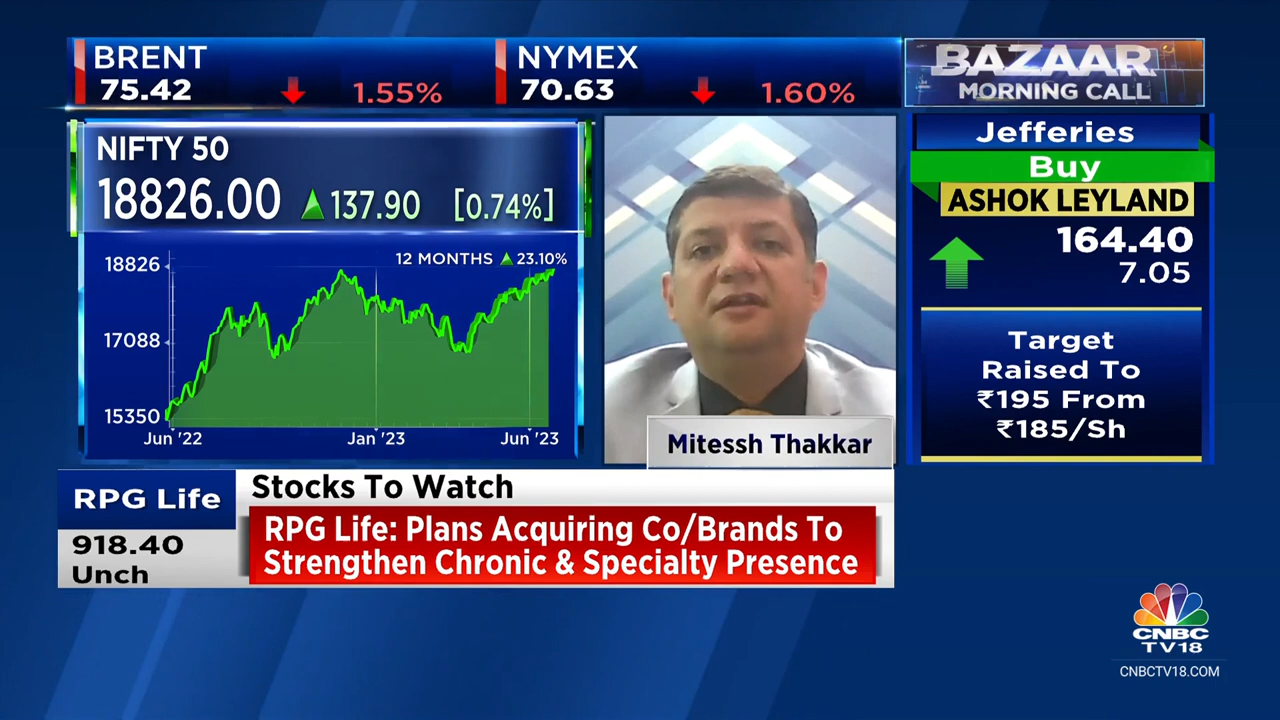 BRENT
75.42 1.55%
NYMEX
70.63 1.60%
BAZAAR
MORNING CALL
NIFTY 50
18826.00 137.90 [0.74%]
12 MONTHS 23.10%
18826
17088
15350
Jun '22 Jan '23 Jun '23
Mitessh Thakkar
Jefferies
Buy
ASHOK LEYLAND
164.40
7.05
Target
Raised To
₹195 From
₹185/Sh
RPG Life
918.40
Unch
Stocks To Watch
RPG Life: Plans Acquiring Co/Brands To
Strengthen Chronic & Specialty Presence
CNBC
TV18
CNBCTV18.COM